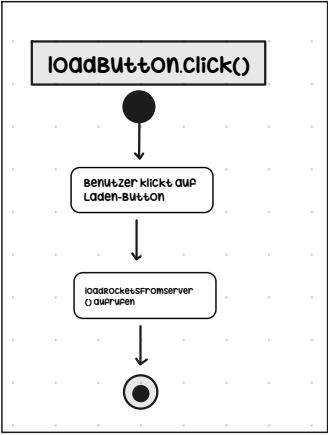 loadButton.click()
Benutzer klickt auf
Laden-Button
loadRocketsFromServer
() aufrufen